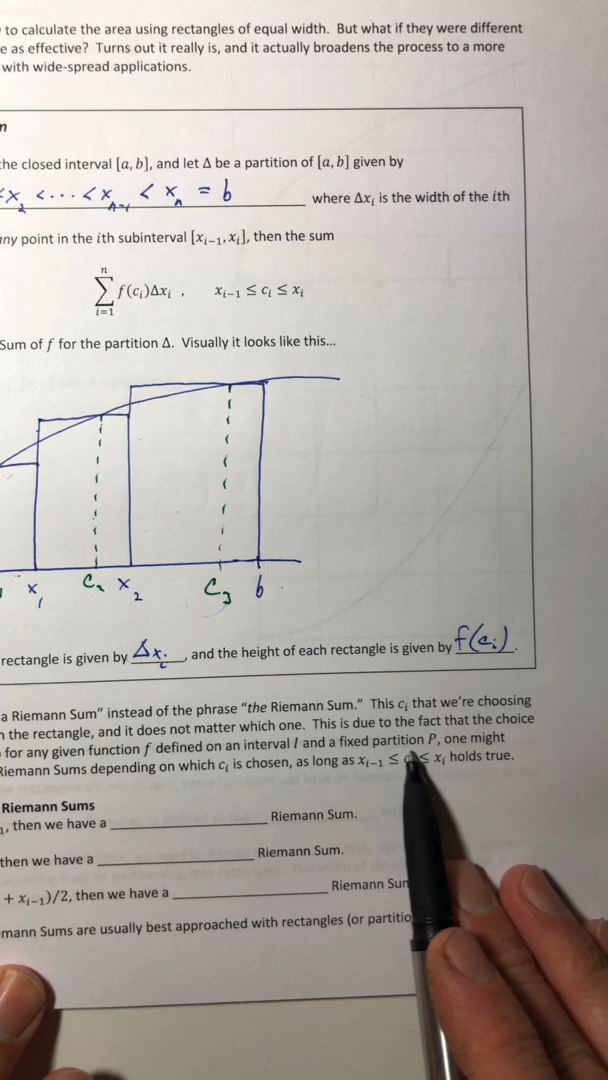 to calculate the area using rectangles of equal width. But what if they were different
e as effective? Turns out it really is, and it actually broadens the process to a more
with wide-spread applications.
n
the closed interval [a, b], and let Δ be a partition of [a, b] given by
< x₂ < ... < xₙ₋₁ < xₙ = b where Δxᵢ is the width of the ith
any point in the ith subinterval [xᵢ₋₁, xᵢ], then the sum
n
∑ f(cᵢ)Δxᵢ , xᵢ₋₁ ≤ cᵢ ≤ xᵢ
i=1
Sum of f for the partition Δ. Visually it looks like this...
x₁ C₂ x₂ C₃ b
rectangle is given by Δxᵢ, and the height of each rectangle is given by f(cᵢ).
a Riemann Sum” instead of the phrase “the Riemann Sum.” This cᵢ that we’re choosing
n the rectangle, and it does not matter which one. This is due to the fact that the choice
for any given function f defined on an interval I and a fixed partition P, one might
Riemann Sums depending on which cᵢ is chosen, as long as xᵢ₋₁ ≤ c ≤ xᵢ holds true.
Riemann Sums
₁, then we have a ____________ Riemann Sum.
then we have a ____________ Riemann Sum.
+ xᵢ₋₁)/2, then we have a ____________ Riemann Sum
mann Sums are usually best approached with rectangles (or partitio